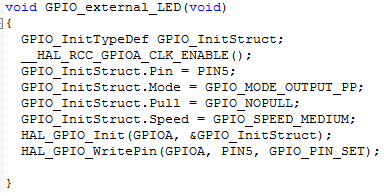 void GPIO_external_LED(void)
{
GPIO_InitTypeDef GPIO_InitStruct;
__HAL_RCC_GPIOA_CLK_ENABLE();
GPIO_InitStruct.Pin = PIN5;
GPIO_InitStruct.Mode = GPIO_MODE_OUTPUT_PP;
GPIO_InitStruct.Pull = GPIO_NOPULL;
GPIO_InitStruct.Speed = GPIO_SPEED_MEDIUM;
HAL_GPIO_Init(GPIOA, &GPIO_InitStruct);
HAL_GPIO_WritePin(GPIOA, PIN5, GPIO_PIN_SET);
}